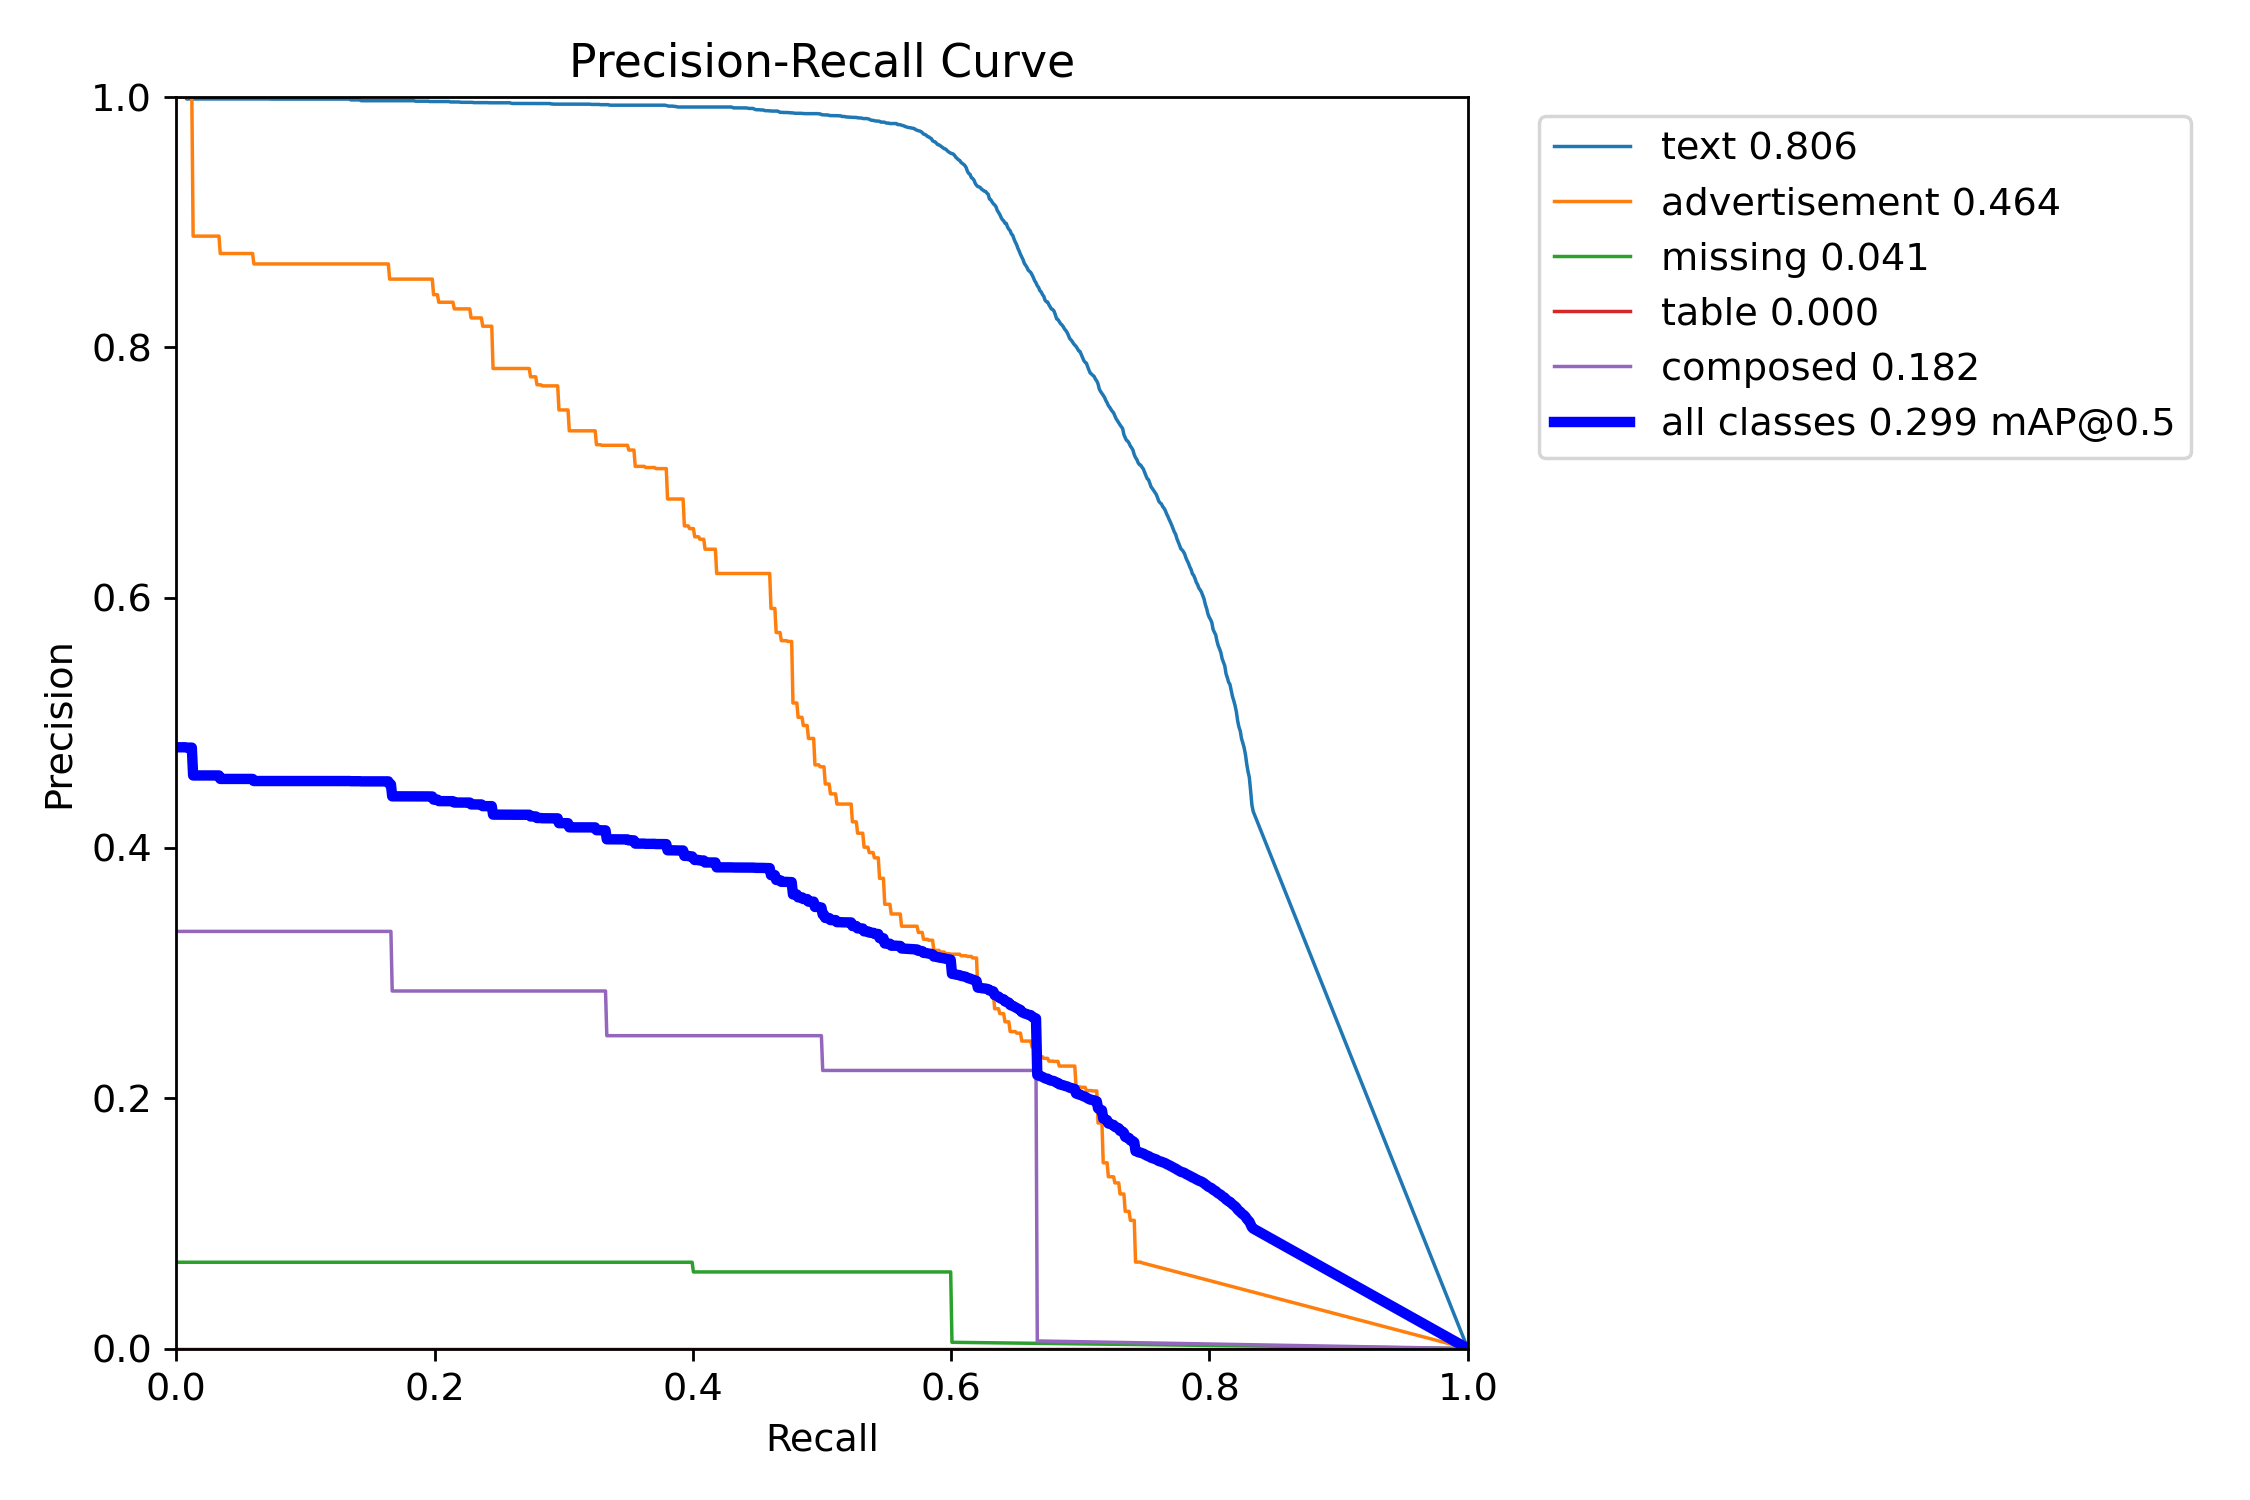 Precision-Recall Curve
1.0
0.8
0.6
0.4
0.2
0.0
Precision
0.0 0.2 0.4 0.6 0.8 1.0
Recall
text 0.806
advertisement 0.464
missing 0.041
table 0.000
composed 0.182
all classes 0.299 mAP@0.5